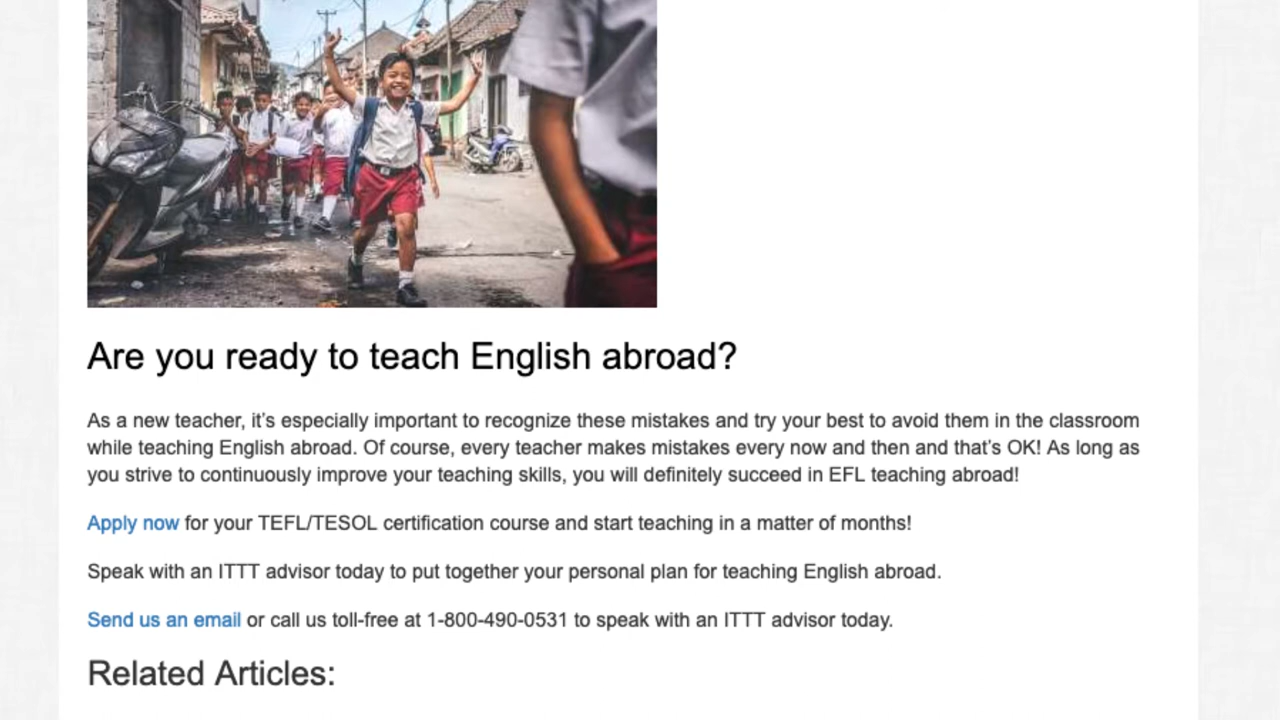 Are you ready to teach English abroad?
As a new teacher, it’s especially important to recognize these mistakes and try your best to avoid them in the classroom
while teaching English abroad. Of course, every teacher makes mistakes every now and then and that’s OK! As long as
you strive to continuously improve your teaching skills, you will definitely succeed in EFL teaching abroad!
Apply now for your TEFL/TESOL certification course and start teaching in a matter of months!
Speak with an ITTT advisor today to put together your personal plan for teaching English abroad.
Send us an email or call us toll-free at 1-800-490-0531 to speak with an ITTT advisor today.
Related Articles: